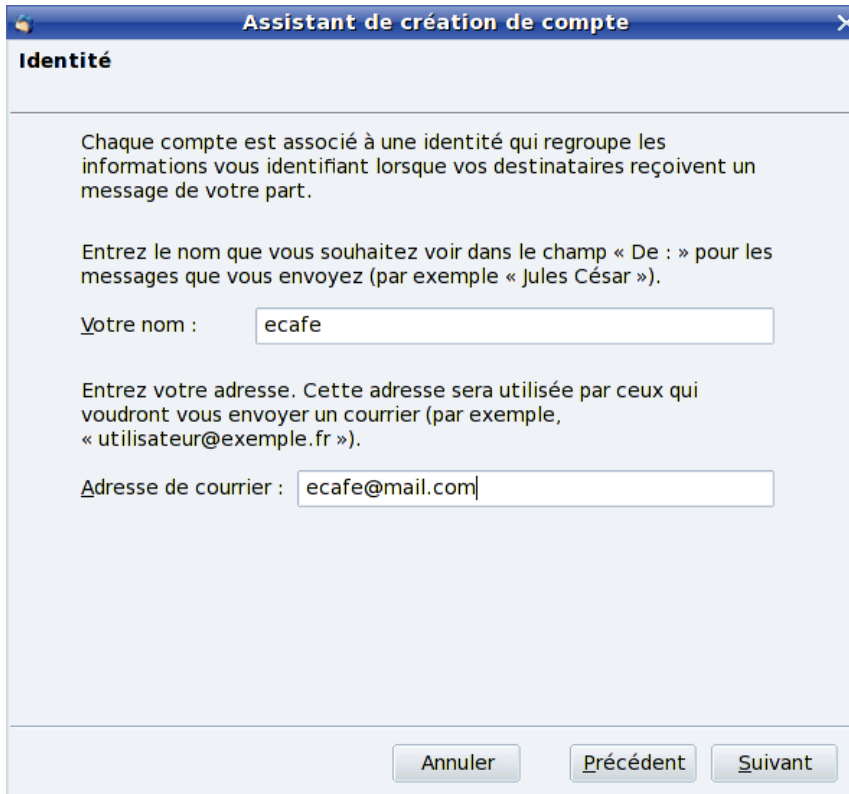 Assistant de création de compte
Identité
Chaque compte est associé à une identité qui regroupe les
informations vous identifiant lorsque vos destinataires reçoivent un
message de votre part.
Entrez le nom que vous souhaitez voir dans le champ « De : » pour les
messages que vous envoyez (par exemple « Jules César »).
Votre nom : ecafe
Entrez votre adresse. Cette adresse sera utilisée par ceux qui
voudront vous envoyer un courrier (par exemple,
« utilisateur@exemple.fr »).
Adresse de courrier : ecafe@mail.com
Annuler Précédent Suivant